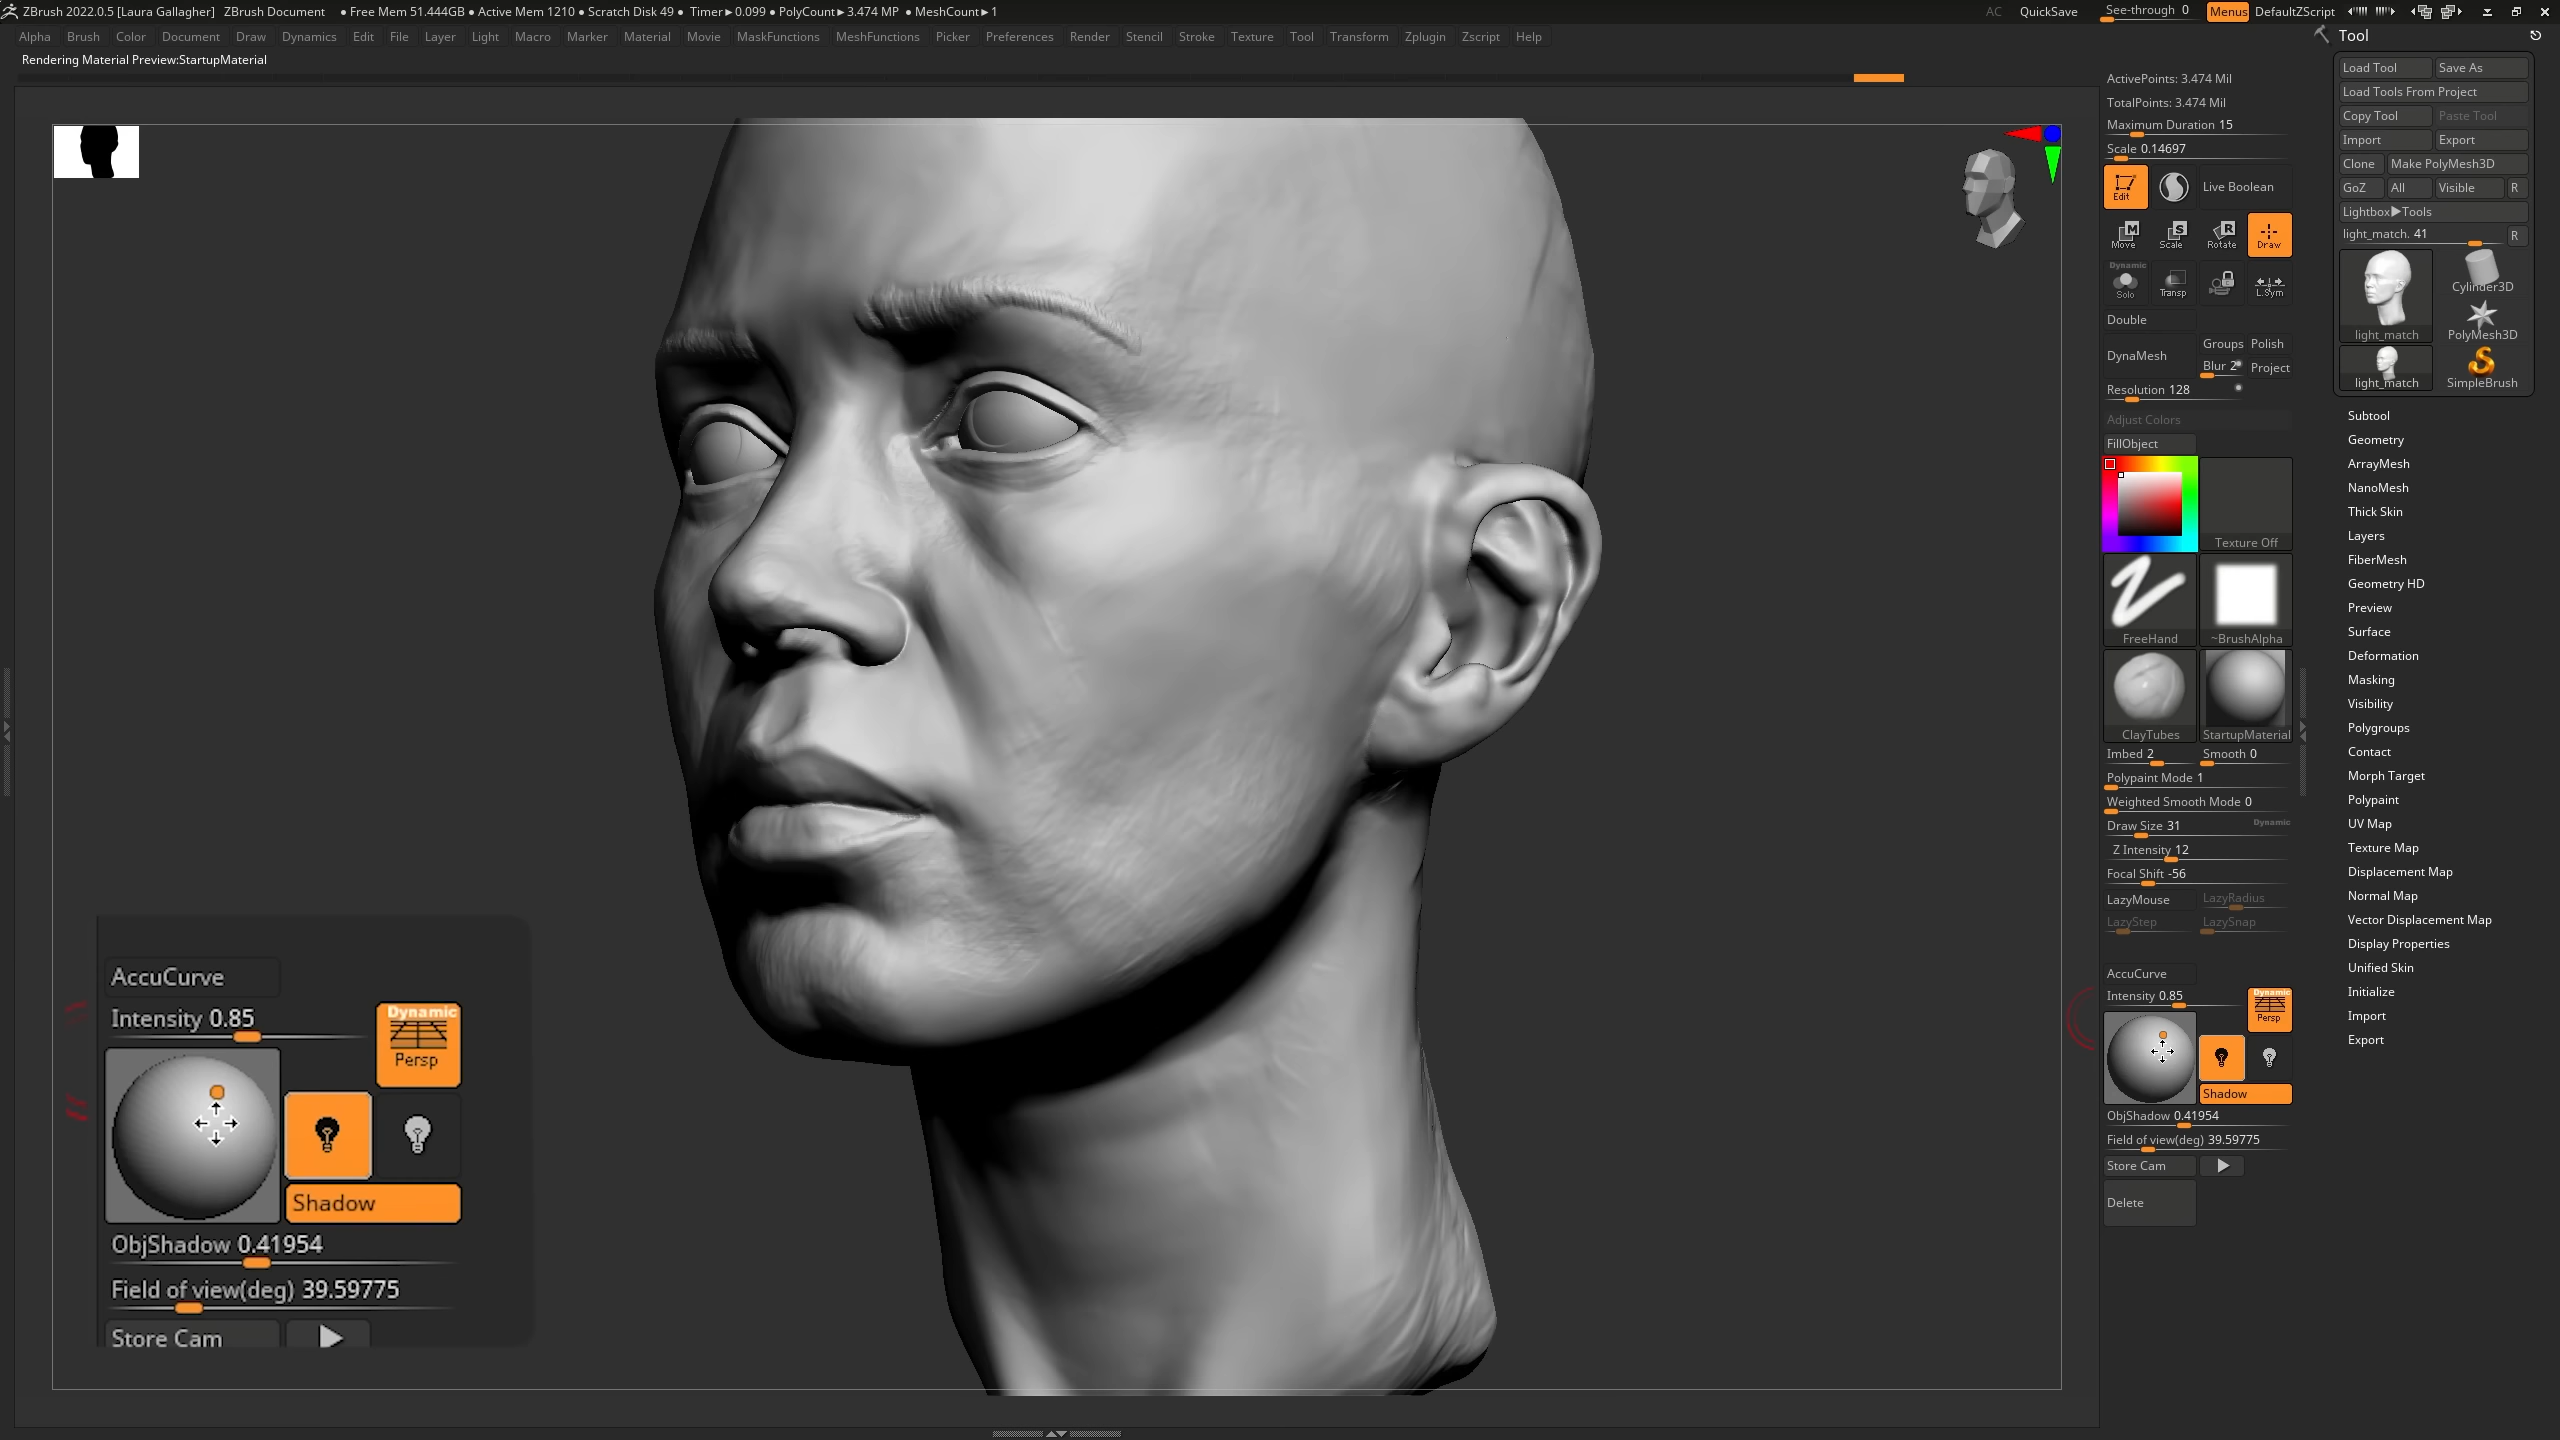 ZBrush 2022.0.5 [Laura Gallagher] ZBrush Document ● Free Mem 51.444GB ● Active Mem 1210 ● Scratch Disk 49 ● Timer►0.099 ● PolyCount►3.474 MP ● MeshCount►1 AC QuickSave See-through 0 Menus DefaultZScript
Alpha Brush Color Document Draw Dynamics Edit File Layer Light Macro Marker Material Movie MaskFunctions MeshFunctions Picker Preferences Render Stencil Stroke Texture Tool Transform Zplugin Zscript Help
Rendering Material Preview:StartupMaterial
AccuCurve
Intensity 0.85
Dynamic
Persp
Shadow
ObjShadow 0.41954
Field of view(deg) 39.59775
Store Cam
ActivePoints: 3.474 Mil
TotalPoints: 3.474 Mil
Maximum Duration 15
Scale 0.14697
Edit Live Boolean
M S R
Move Scale Rotate Draw
Dynamic
Solo Transp L.Sym
Double
DynaMesh Groups Polish
Blur 2 Project
Resolution 128
Adjust Colors
FillObject
Texture Off
FreeHand ~BrushAlpha
ClayTubes StartupMaterial
Imbed 2 Smooth 0
Polypaint Mode 1
Weighted Smooth Mode 0
Draw Size 31 Dynamic
Z Intensity 12
Focal Shift -56
LazyMouse LazyRadius
LazyStep LazySnap
AccuCurve
Intensity 0.85
Dynamic
Persp
Shadow
ObjShadow 0.41954
Field of view(deg) 39.59775
Store Cam
Delete
Tool
Load Tool Save As
Load Tools From Project
Copy Tool Paste Tool
Import Export
Clone Make PolyMesh3D
GoZ All Visible R
Lightbox►Tools
light_match. 41 R
Cylinder3D
light_match PolyMesh3D
light_match SimpleBrush
Subtool
Geometry
ArrayMesh
NanoMesh
Thick Skin
Layers
FiberMesh
Geometry HD
Preview
Surface
Deformation
Masking
Visibility
Polygroups
Contact
Morph Target
Polypaint
UV Map
Texture Map
Displacement Map
Normal Map
Vector Displacement Map
Display Properties
Unified Skin
Initialize
Import
Export